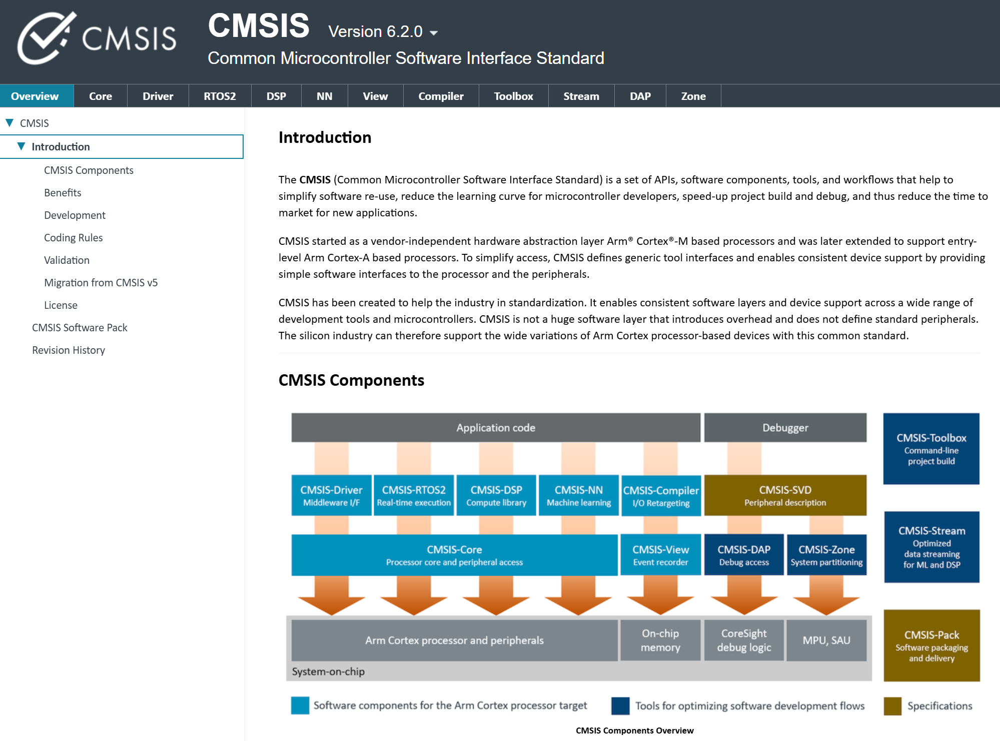 CMSIS
CMSIS Version 6.2.0
Common Microcontroller Software Interface Standard
Overview Core Driver RTOS2 DSP NN View Compiler Toolbox Stream DAP Zone
CMSIS
Introduction
CMSIS Components
Benefits
Development
Coding Rules
Validation
Migration from CMSIS v5
License
CMSIS Software Pack
Revision History
Introduction
The CMSIS (Common Microcontroller Software Interface Standard) is a set of APIs, software components, tools, and workflows that help to
simplify software re-use, reduce the learning curve for microcontroller developers, speed-up project build and debug, and thus reduce the time to
market for new applications.
CMSIS started as a vendor-independent hardware abstraction layer Arm® Cortex®-M based processors and was later extended to support entry-
level Arm Cortex-A based processors. To simplify access, CMSIS defines generic tool interfaces and enables consistent device support by providing
simple software interfaces to the processor and the peripherals.
CMSIS has been created to help the industry in standardization. It enables consistent software layers and device support across a wide range of
development tools and microcontrollers. CMSIS is not a huge software layer that introduces overhead and does not define standard peripherals.
The silicon industry can therefore support the wide variations of Arm Cortex processor-based devices with this common standard.
CMSIS Components
Application code
Debugger
CMSIS-Toolbox
Command-line
project build
CMSIS-Driver
Middleware I/F
CMSIS-RTOS2
Real-time execution
CMSIS-DSP
Compute library
CMSIS-NN
Machine learning
CMSIS-Compiler
I/O Retargeting
CMSIS-SVD
Peripheral description
CMSIS-Stream
Optimized
data streaming
for ML and DSP
CMSIS-Core
Processor core and peripheral access
CMSIS-View
Event recorder
CMSIS-DAP
Debug access
CMSIS-Zone
System partitioning
Arm Cortex processor and peripherals
On-chip
memory
CoreSight
debug logic
MPU, SAU
System-on-chip
CMSIS-Pack
Software packaging
and delivery
Software components for the Arm Cortex processor target
Tools for optimizing software development flows
Specifications
CMSIS Components Overview